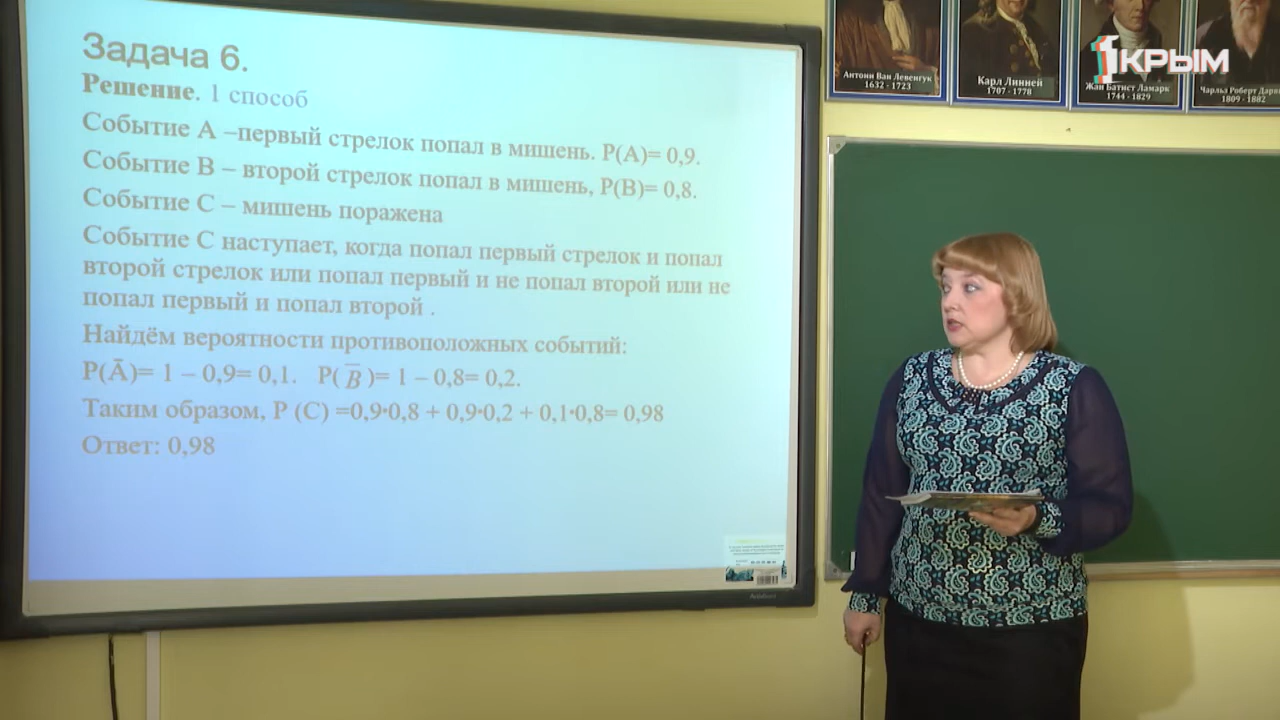 Задача 6.
Решение. 1 способ
Событие А –первый стрелок попал в мишень. P(A)= 0,9.
Событие В – второй стрелок попал в мишень, P(B)= 0,8.
Событие С – мишень поражена
Событие С наступает, когда попал первый стрелок и попал
второй стрелок или попал первый и не попал второй или не
попал первый и попал второй .
Найдём вероятности противоположных событий:
P(Ā)= 1 – 0,9= 0,1. P( B̅ )= 1 – 0,8= 0,2.
Таким образом, P (C) =0,9·0,8 + 0,9·0,2 + 0,1·0,8= 0,98
Ответ: 0,98
Антони Ван Левенгук
1632 - 1723
Карл Линней
1707 - 1778
Жан Батист Ламарк
1744 - 1829
Чарльз Роберт Дарв
1809 - 1882
1КРЫМ